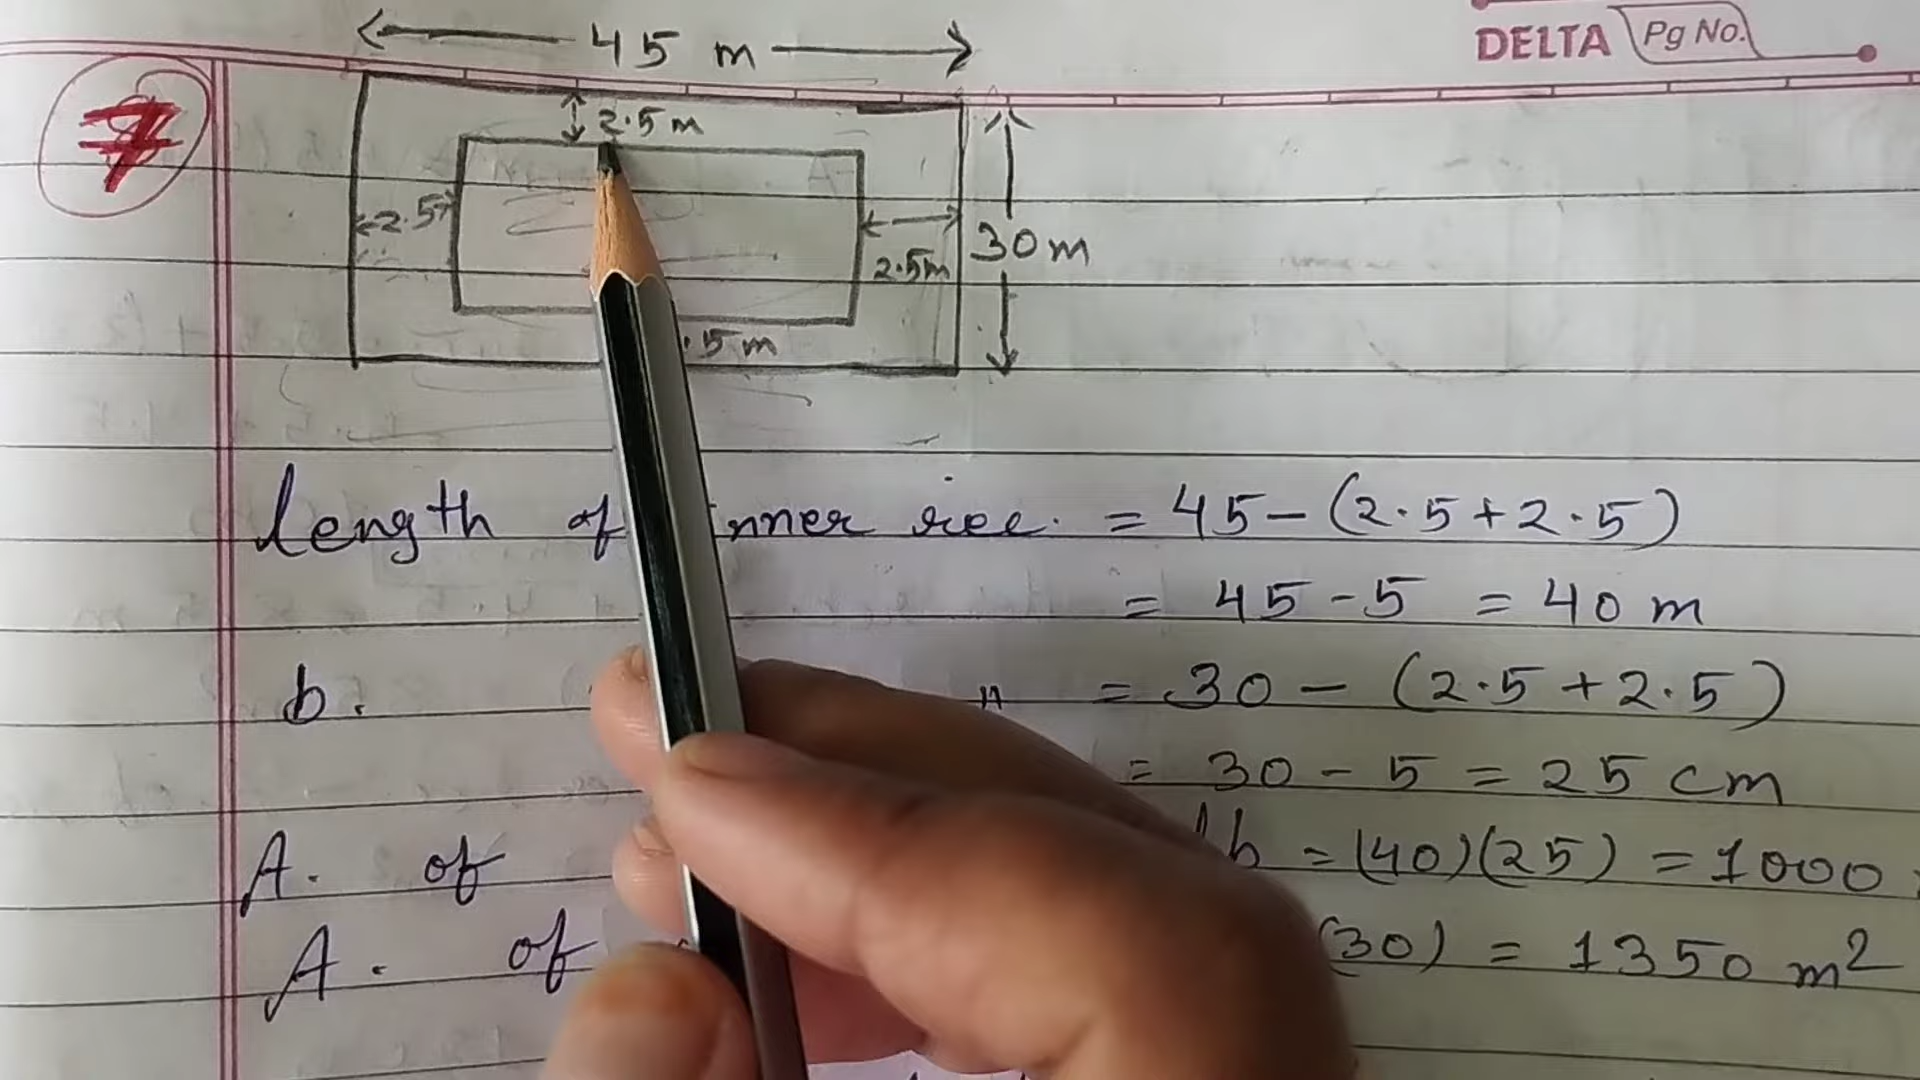 DELTA Pg No.
45 m
7
2.5 m
2.5
2.5m
30m
.5 m
Length of inner rec. = 45-(2.5+2.5)
= 45-5 = 40 m
b. " = 30 - (2.5+2.5)
= 30 - 5 = 25 cm
A. of b = (40)(25) = 1000
A. of (30) = 1350 m²